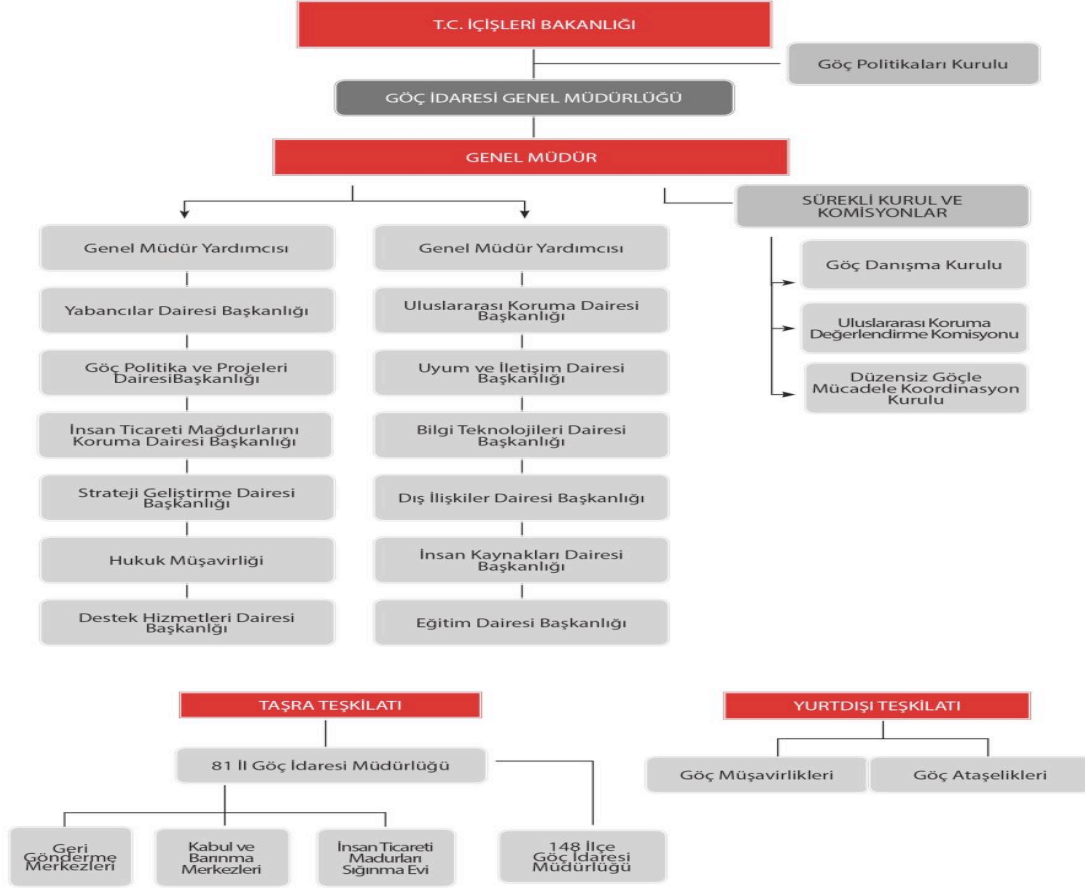 T.C. İÇİŞLERİ BAKANLIĞI
Göç Politikaları Kurulu
GÖÇ İDARESİ GENEL MÜDÜRLÜĞÜ
GENEL MÜDÜR
SÜREKLİ KURUL VE
KOMİSYONLAR
Göç Danışma Kurulu
Uluslararası Koruma
Değerlendirme Komisyonu
Düzensiz Göçle
Mücadele Koordinasyon
Kurulu
Genel Müdür Yardımcısı
Yabancılar Dairesi Başkanlığı
Göç Politika ve Projeleri
DairesiBaşkanlığı
İnsan Ticareti Mağdurlarını
Koruma Dairesi Başkanlığı
Strateji Geliştirme Dairesi
Başkanlığı
Hukuk Müşavirliği
Destek Hizmetleri Dairesi
Başkanlğı
Genel Müdür Yardımcısı
Uluslararası Koruma Dairesi
Başkanlığı
Uyum ve İletişim Dairesi
Başkanlığı
Bilgi Teknolojileri Dairesi
Başkanlığı
Dış İlişkiler Dairesi Başkanlığı
İnsan Kaynakları Dairesi
Başkanlığı
Eğitim Dairesi Başkanlığı
TAŞRA TEŞKİLATI
81 İl Göç İdaresi Müdürlüğü
Geri
Gönderme
Merkezleri
Kabul ve
Barınma
Merkezleri
İnsan Ticareti
Madurları
Sığınma Evi
148 İlçe
Göç İdaresi
Müdürlüğü
YURTDIŞI TEŞKİLATI
Göç Müşavirlikleri
Göç Ataşelikleri